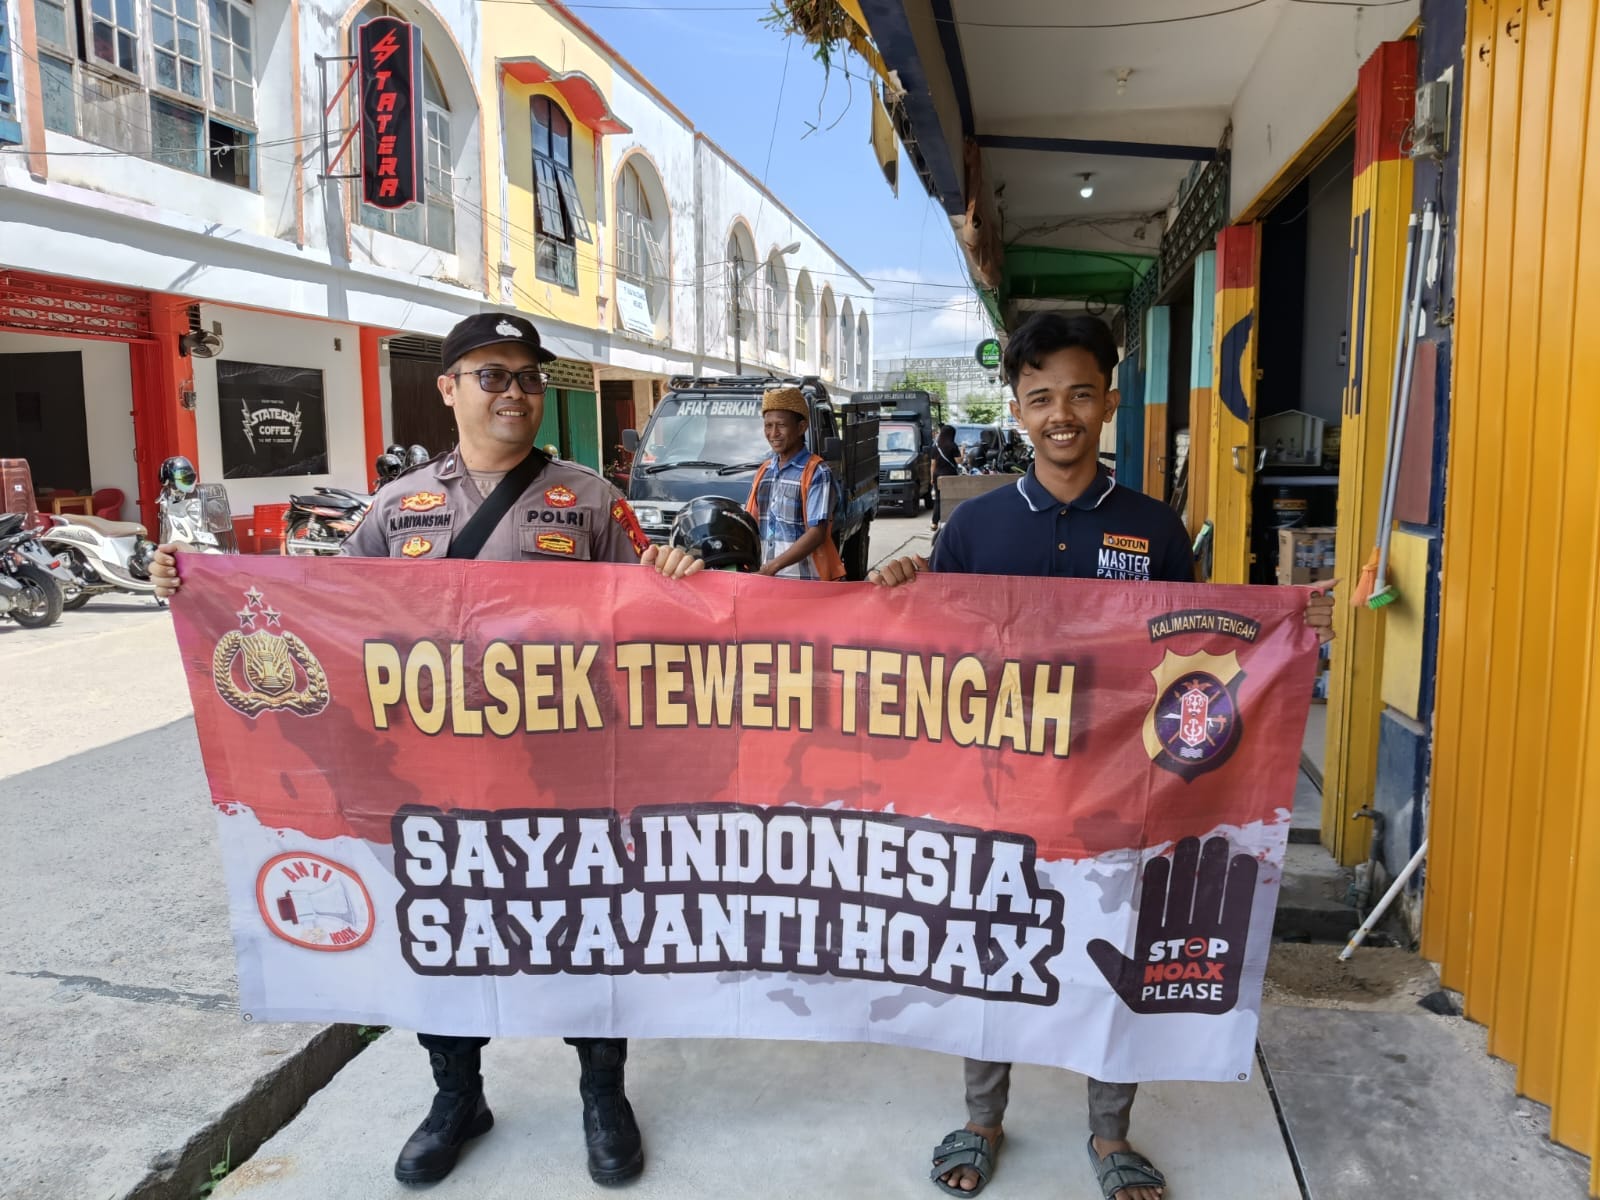 STATERA
STATERA
COFFEE
AFIAT BERKAH
N. ARIYANSYAH
POLRI
JOTUN
MASTER
PAINTER
KALIMANTAN TENGAH
POLSEK TEWEH TENGAH
SAYA INDONESIA,
SAYA ANTI HOAX
ANTI
HOAX
STOP
HOAX
PLEASE